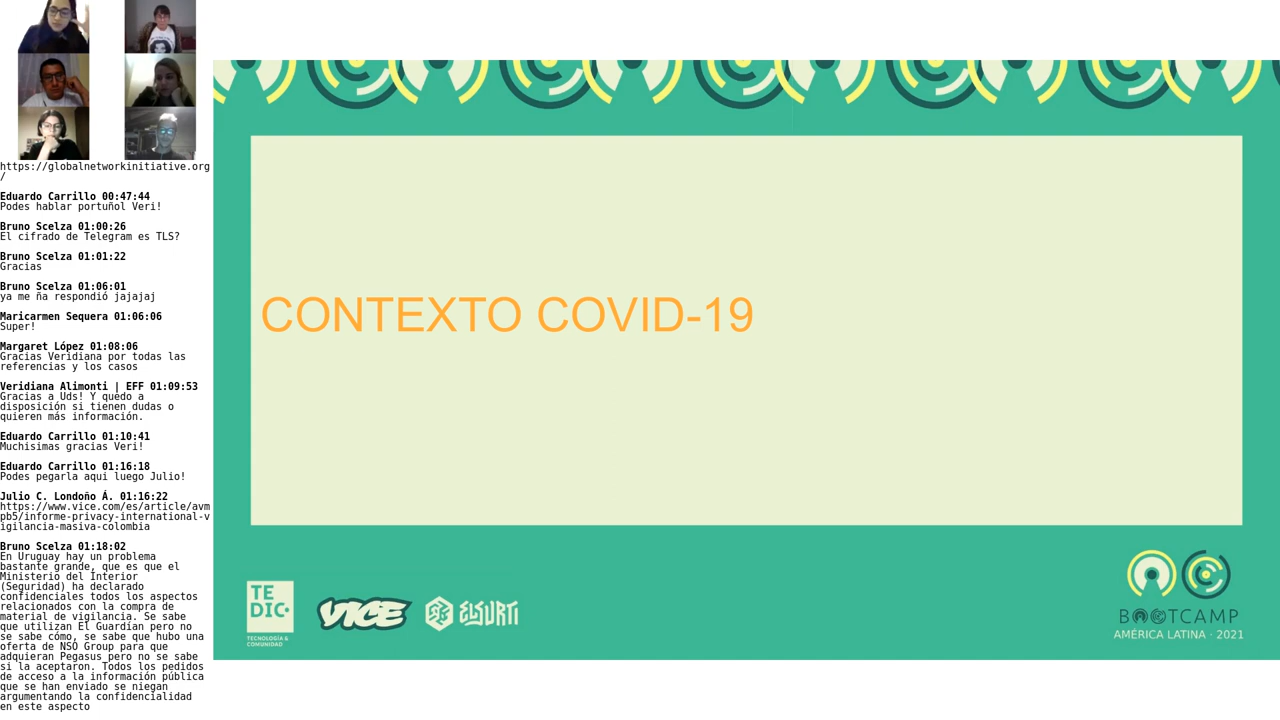 https://globalnetworkinitiative.org
/
Eduardo Carrillo 00:47:44
Podes hablar portuñol Veri!
Bruno Scelza 01:00:26
El cifrado de Telegram es TLS?
Bruno Scelza 01:01:22
Gracias
Bruno Scelza 01:06:01
ya me ña respondió jajajaj
Maricarmen Sequera 01:06:06
Super!
Margaret López 01:08:06
Gracias Veridiana por todas las
referencias y los casos
Veridiana Alimonti | EFF 01:09:53
Gracias a Uds! Y quedo a
disposición si tienen dudas o
quieren más información.
Eduardo Carrillo 01:10:41
Muchisimas gracias Veri!
Eduardo Carrillo 01:16:18
Podes pegarla aqui luego Julio!
Julio C. Londoño Á. 01:16:22
https://www.vice.com/es/article/avm
pb5/informe-privacy-international-v
igilancia-masiva-colombia
Bruno Scelza 01:18:02
En Uruguay hay un problema
bastante grande, que es que el
Ministerio del Interior
(Seguridad) ha declarado
confidenciales todos los aspectos
relacionados con la compra de
material de vigilancia. Se sabe
que utilizan El Guardían pero no
se sabe cómo, se sabe que hubo una
oferta de NSO Group para que
adquieran Pegasus pero no se sabe
si la aceptaron. Todos los pedidos
de acceso a la información pública
que se han enviado se niegan
argumentando la confidencialidad
en este aspecto
CONTEXTO COVID-19
TE
DIC
TECNOLOGÍA &
COMUNIDAD
VICE
ELSURTI
BOOTCAMP
AMÉRICA LATINA · 2021